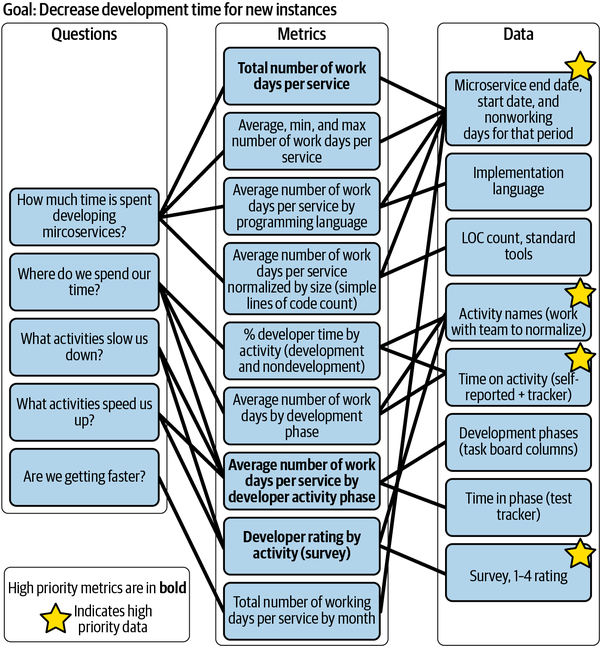 Goal: Decrease development time for new instances
Questions
How much time is spent
developing
mircoservices?
Where do we spend our
time?
What activities slow us
down?
What activities speed us
up?
Are we getting faster?
Metrics
Total number of work
days per service
Average, min, and max
number of work days per
service
Average number of work
days per service by
programming language
Average number of work
days per service
normalized by size (simple
lines of code count)
% developer time by
activity (development
and nondevelopment)
Average number of work
days by development
phase
Average number of work
days per service by
developer activity phase
Developer rating by
activity (survey)
Total number of working
days per service by month
Data
Microservice end date,
start date, and
nonworking
days for that period
Implementation
language
LOC count, standard
tools
Activity names (work
with team to normalize)
Time on activity (self-
reported + tracker)
Development phases
(task board columns)
Time in phase (test
tracker)
Survey, 1–4 rating
High priority metrics are in bold
Indicates high
priority data